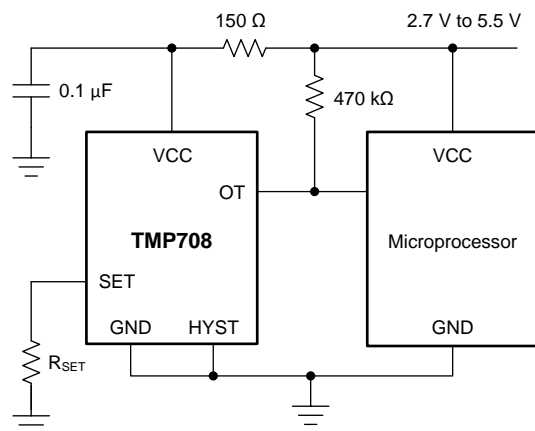 150 Ω
2.7 V to 5.5 V
0.1 μF
470 kΩ
VCC
VCC
OT
TMP708
Microprocessor
SET
GND
HYST
GND
RSET